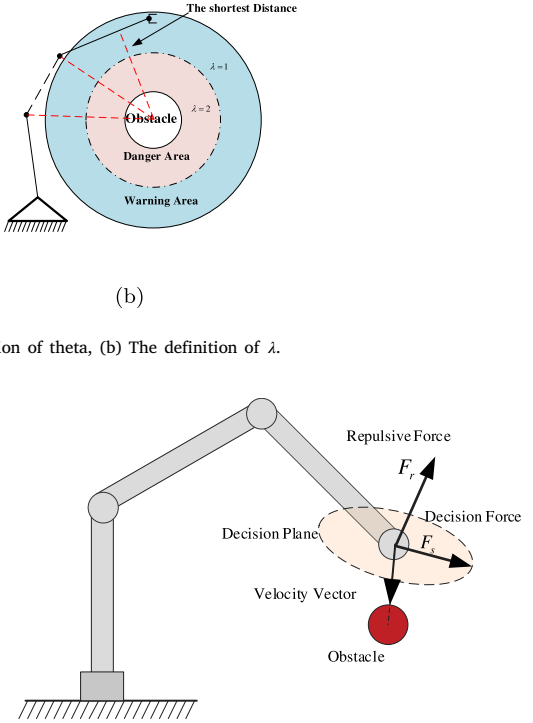 The shortest Distance
λ = 1
λ = 2
Obstacle
Danger Area
Warning Area
(b)
ion of theta, (b) The definition of λ.
Repulsive Force
F_r
Decision Force
Decision Plane
F_s
Velocity Vector
Obstacle